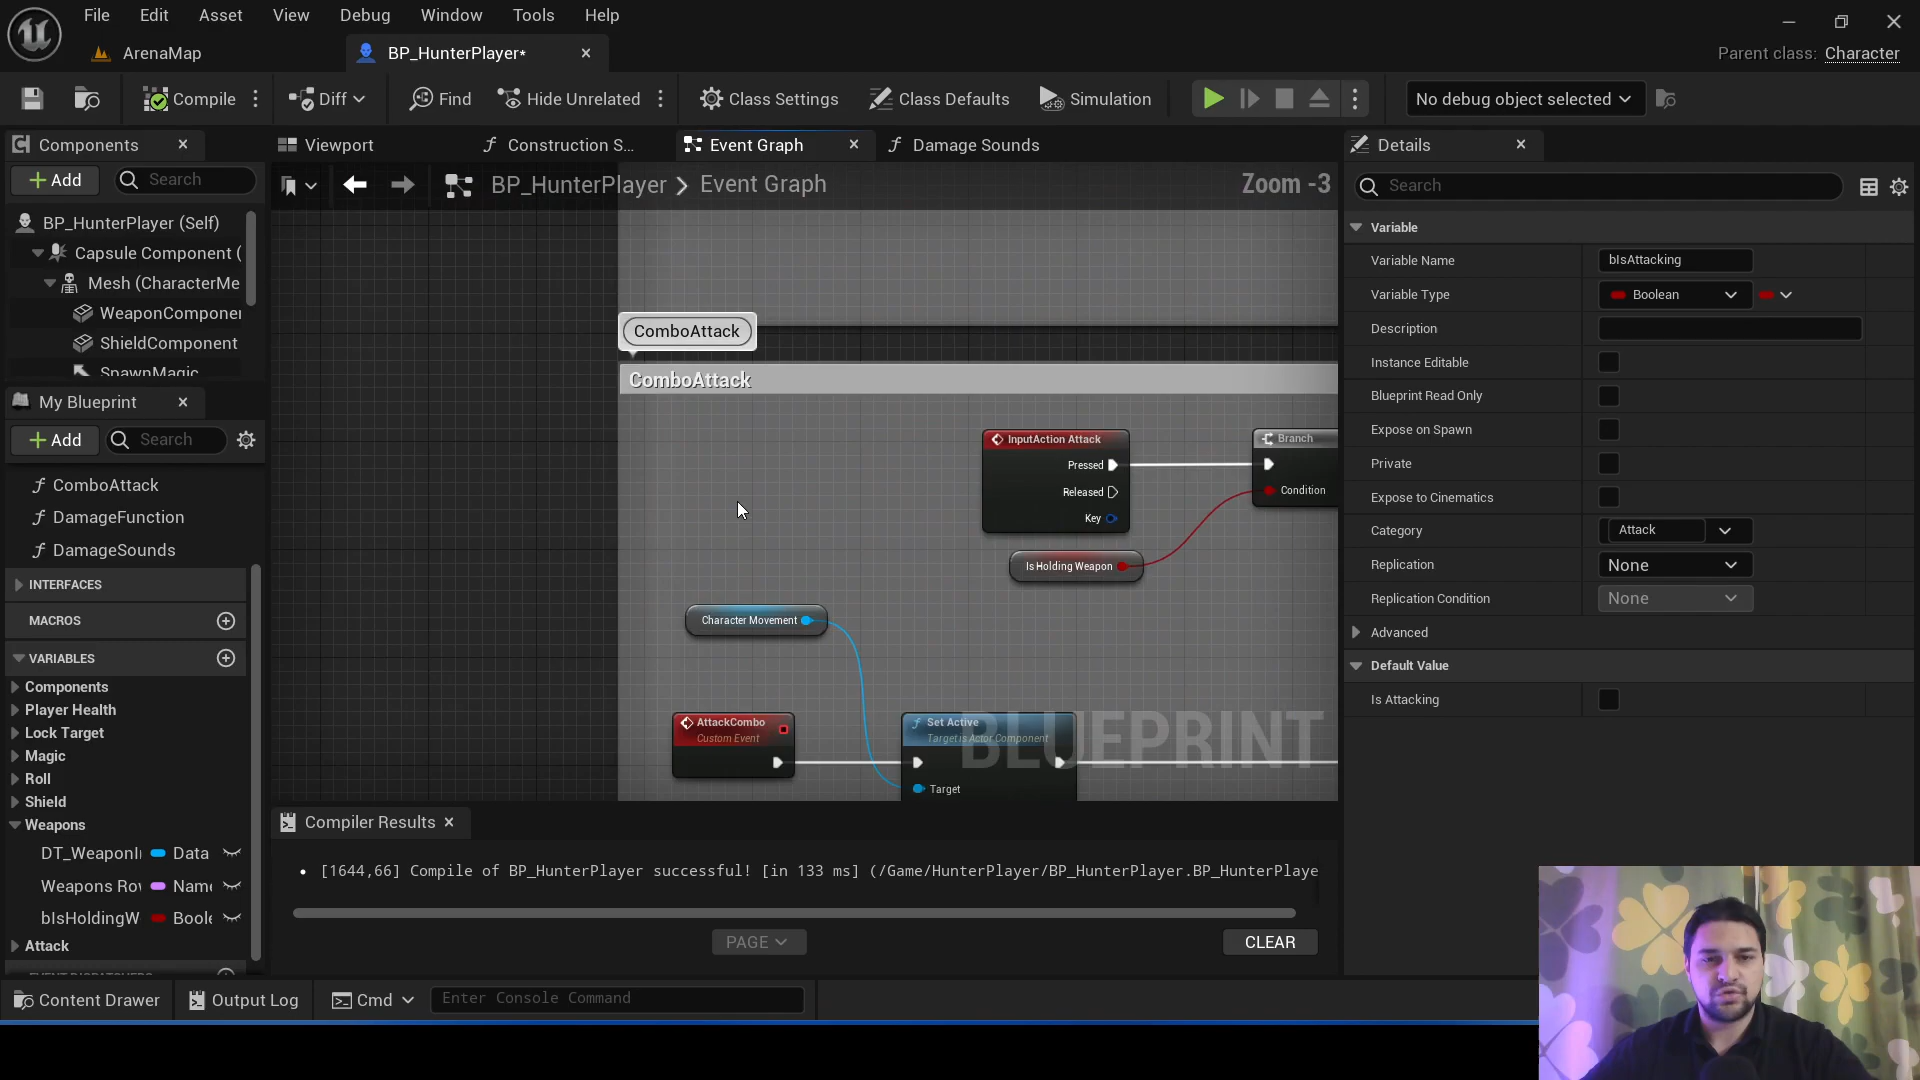 File Edit Asset View Debug Window Tools Help
ArenaMap
BP_HunterPlayer*
Parent class: Character
Compile
Diff
Find
Hide Unrelated
Class Settings
Class Defaults
Simulation
No debug object selected
Components
Add
Search
BP_HunterPlayer (Self)
Capsule Component (
Mesh (CharacterMe
WeaponComponer
ShieldComponent
SpawnMagic
My Blueprint
Add
Search
ComboAttack
DamageFunction
DamageSounds
INTERFACES
MACROS
VARIABLES
Components
Player Health
Lock Target
Magic
Roll
Shield
Weapons
DT_WeaponI Data
Weapons Rov Name
bIsHoldingW Boole
Attack
EVENT DISPATCHERS
Viewport
Construction S...
Event Graph
Damage Sounds
BP_HunterPlayer > Event Graph
Zoom -3
ComboAttack
ComboAttack
InputAction Attack
Pressed
Released
Key
Branch
Condition
Is Holding Weapon
Character Movement
AttackCombo
Custom Event
Set Active
Target is Actor Component
Target
BLUEPRINT
Compiler Results
[1644,66] Compile of BP_HunterPlayer successful! [in 133 ms] (/Game/HunterPlayer/BP_HunterPlayer.BP_HunterPlaye
PAGE
CLEAR
Details
Search
Variable
Variable Name bIsAttacking
Variable Type Boolean
Description
Instance Editable
Blueprint Read Only
Expose on Spawn
Private
Expose to Cinematics
Category Attack
Replication None
Replication Condition None
Advanced
Default Value
Is Attacking
Content Drawer
Output Log
Cmd
Enter Console Command